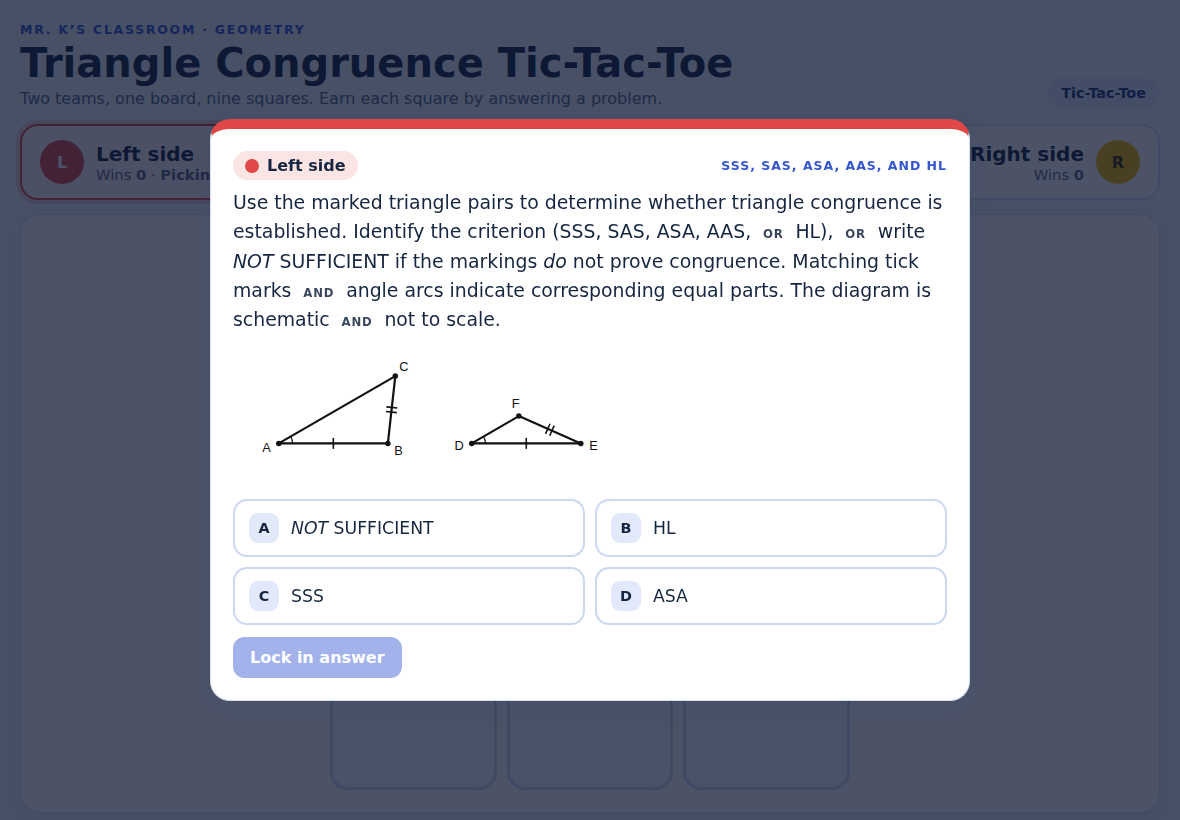 MR. K'S CLASSROOM · GEOMETRY
Triangle Congruence Tic-Tac-Toe
Two teams, one board, nine squares. Earn each square by answering a problem.
Tic-Tac-Toe
L
Left side
Wins 0 · Pickin
Right side
Wins 0
R
Left side
SSS, SAS, ASA, AAS, AND HL
Use the marked triangle pairs to determine whether triangle congruence is
established. Identify the criterion (SSS, SAS, ASA, AAS, OR HL), OR write
NOT SUFFICIENT if the markings do not prove congruence. Matching tick
marks AND angle arcs indicate corresponding equal parts. The diagram is
schematic AND not to scale.
C
A
B
F
D
E
A NOT SUFFICIENT
B HL
C SSS
D ASA
Lock in answer